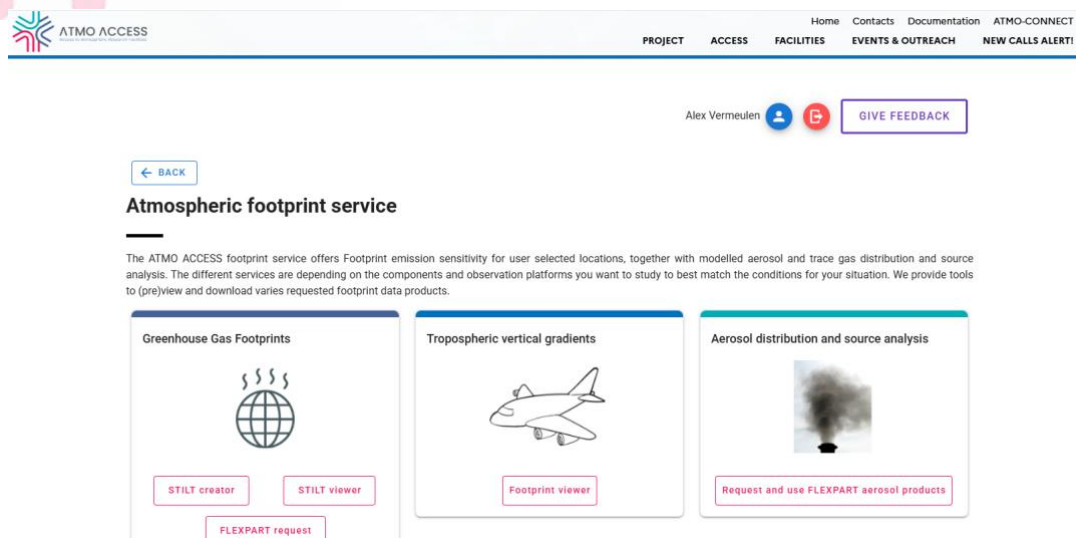 ATMO ACCESS
Home Contacts Documentation ATMO-CONNECT
PROJECT ACCESS FACILITIES EVENTS & OUTREACH NEW CALLS ALERT!
Alex Vermeulen
GIVE FEEDBACK
← BACK
Atmospheric footprint service
The ATMO ACCESS footprint service offers Footprint emission sensitivity for user selected locations, together with modelled aerosol and trace gas distribution and source
analysis. The different services are depending on the components and observation platforms you want to study to best match the conditions for your situation. We provide tools
to (pre)view and download varies requested footprint data products.
Greenhouse Gas Footprints
STILT creator
STILT viewer
FLEXPART request
Tropospheric vertical gradients
Footprint viewer
Aerosol distribution and source analysis
Request and use FLEXPART aerosol products